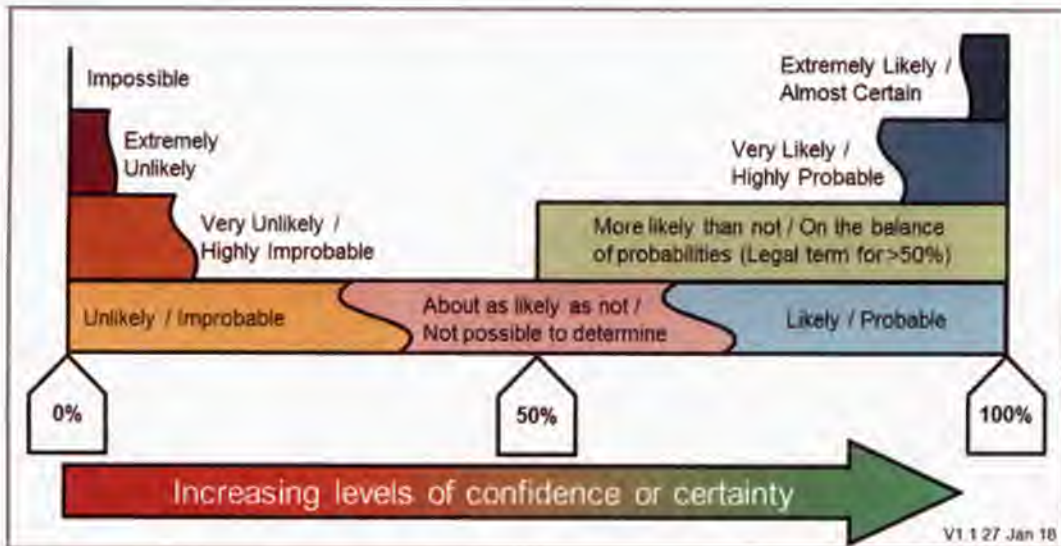 Impossible
Extremely
Unlikely
Very Unlikely /
Highly Improbable
Extremely Likely /
Almost Certain
Very Likely /
Highly Probable
More likely than not / On the balance
of probabilities (Legal term for >50%)
Unlikely / Improbable
About as likely as not /
Not possible to determine
Likely / Probable
0%
50%
100%
Increasing levels of confidence or certainty
V1.1 27 Jan 18